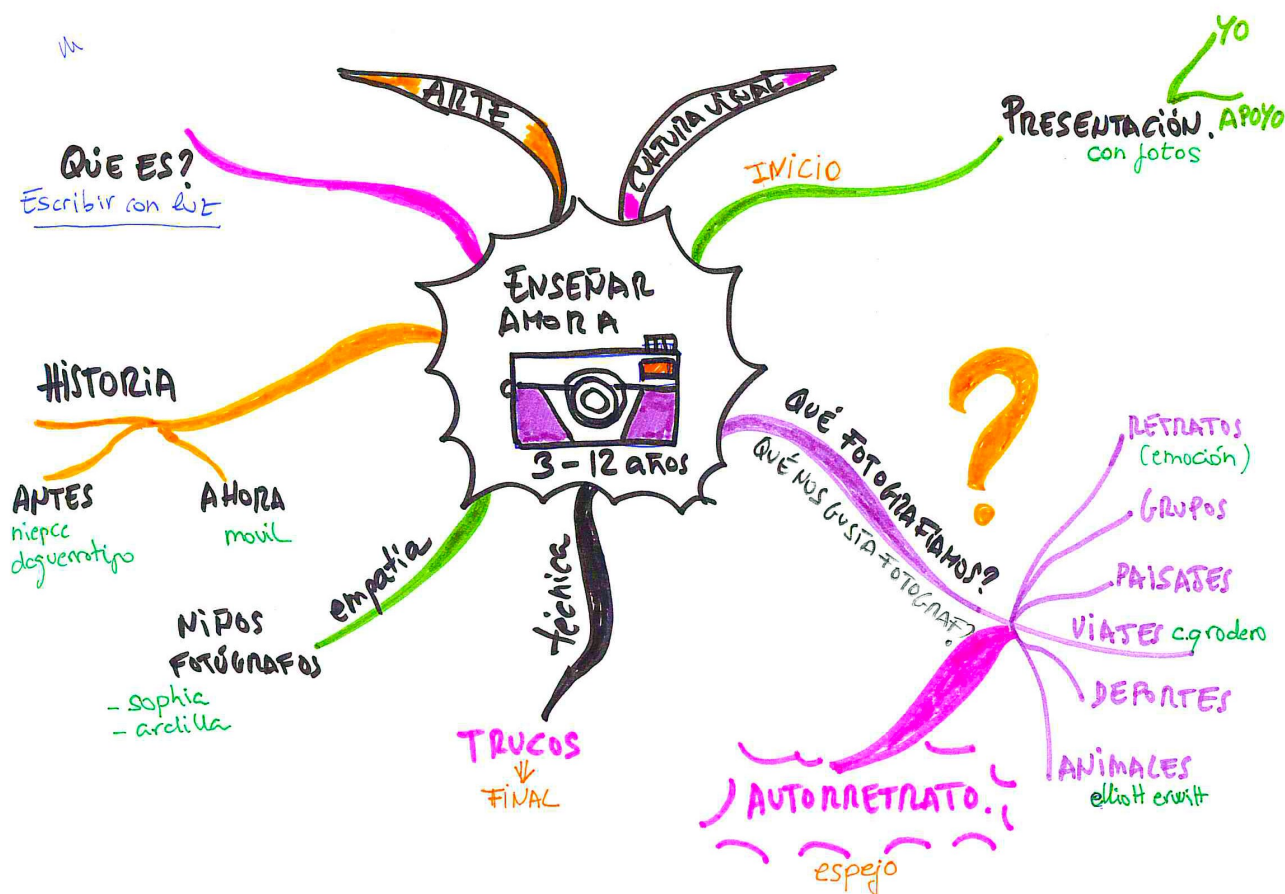 ENSEÑAR
AHORA
3-12 años
ARTE
CULTURA VISUAL
INICIO
PRESENTACIÓN.
con fotos
YO
APOYO
QUÉ FOTOGRAFIAMOS?
QUÉ NOS GUSTA FOTOGRAF?
?
RETRATOS
(emoción)
GRUPOS
PAISAJES
VIAJES c.grodero
DEPORTES
ANIMALES
elliott erwitt
AUTORRETRATO.
espejo
técnica
TRUCOS
FINAL
empatia
NIÑOS
FOTÓGRAFOS
- sophia
- ardilla
HISTORIA
ANTES
niepce
daguerrotipo
AHORA
movil
QUE ES?
Escribir con luz